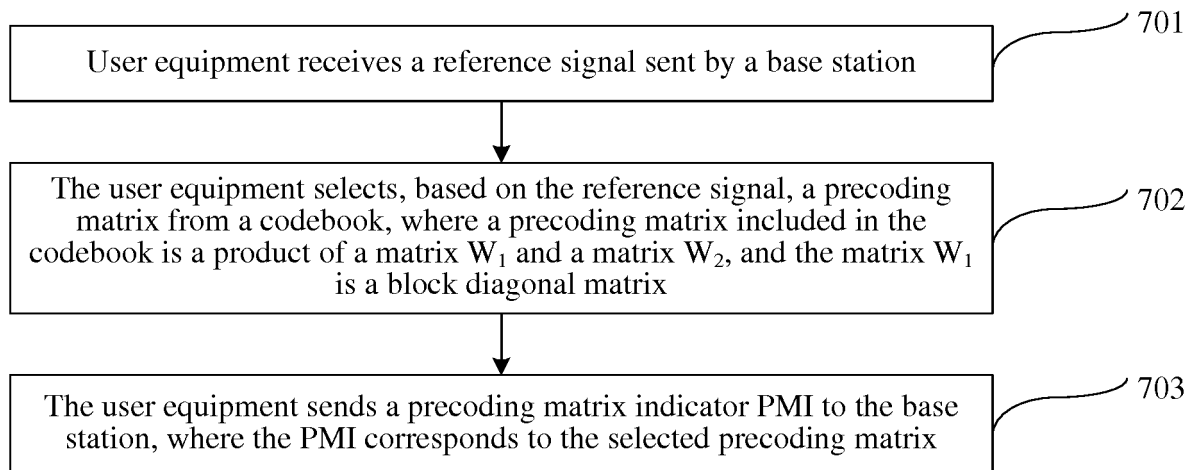 701
User equipment receives a reference signal sent by a base station
702
The user equipment selects, based on the reference signal, a precoding
matrix from a codebook, where a precoding matrix included in the
codebook is a product of a matrix W₁ and a matrix W₂, and the matrix W₁
is a block diagonal matrix
703
The user equipment sends a precoding matrix indicator PMI to the base
station, where the PMI corresponds to the selected precoding matrix